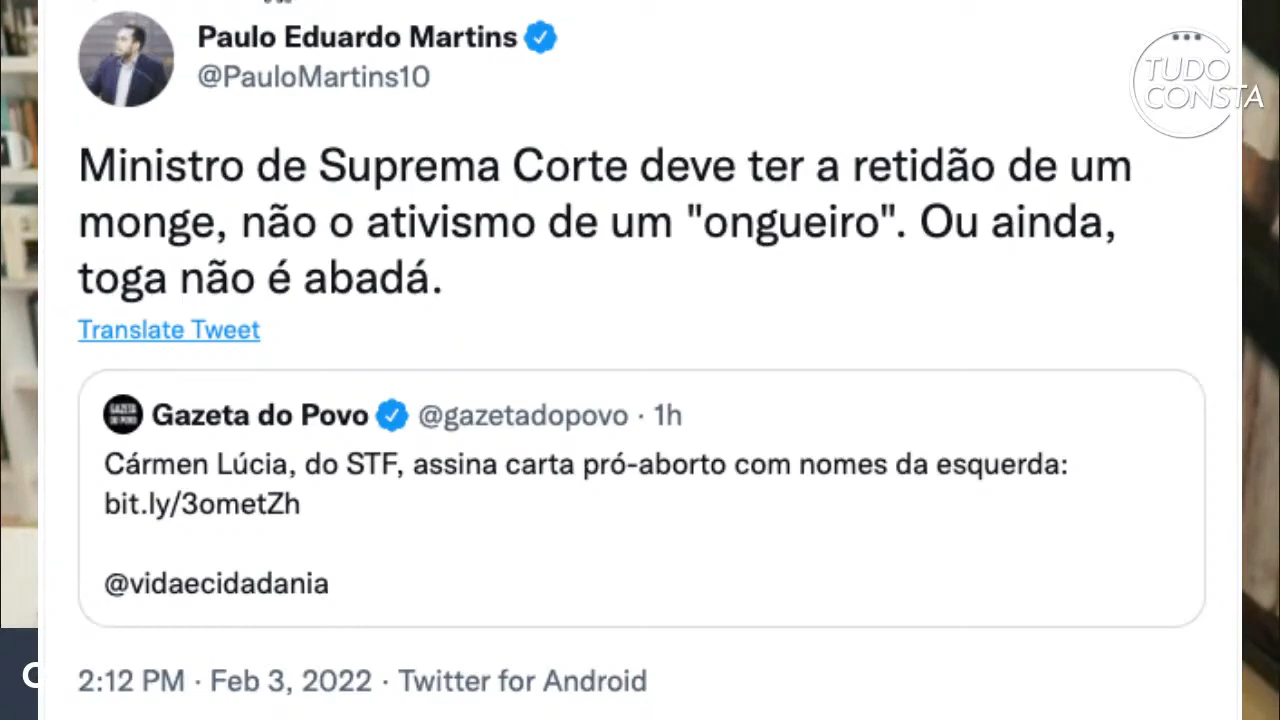 Paulo Eduardo Martins
@PauloMartins10
TUDO
CONSTA
Ministro de Suprema Corte deve ter a retidão de um
monge, não o ativismo de um "ongueiro". Ou ainda,
toga não é abadá.
Translate Tweet
GAZETA
DO POVO
Gazeta do Povo @gazetadopovo · 1h
Cármen Lúcia, do STF, assina carta pró-aborto com nomes da esquerda:
bit.ly/3ometZh
@vidaecidadania
2:12 PM · Feb 3, 2022 · Twitter for Android